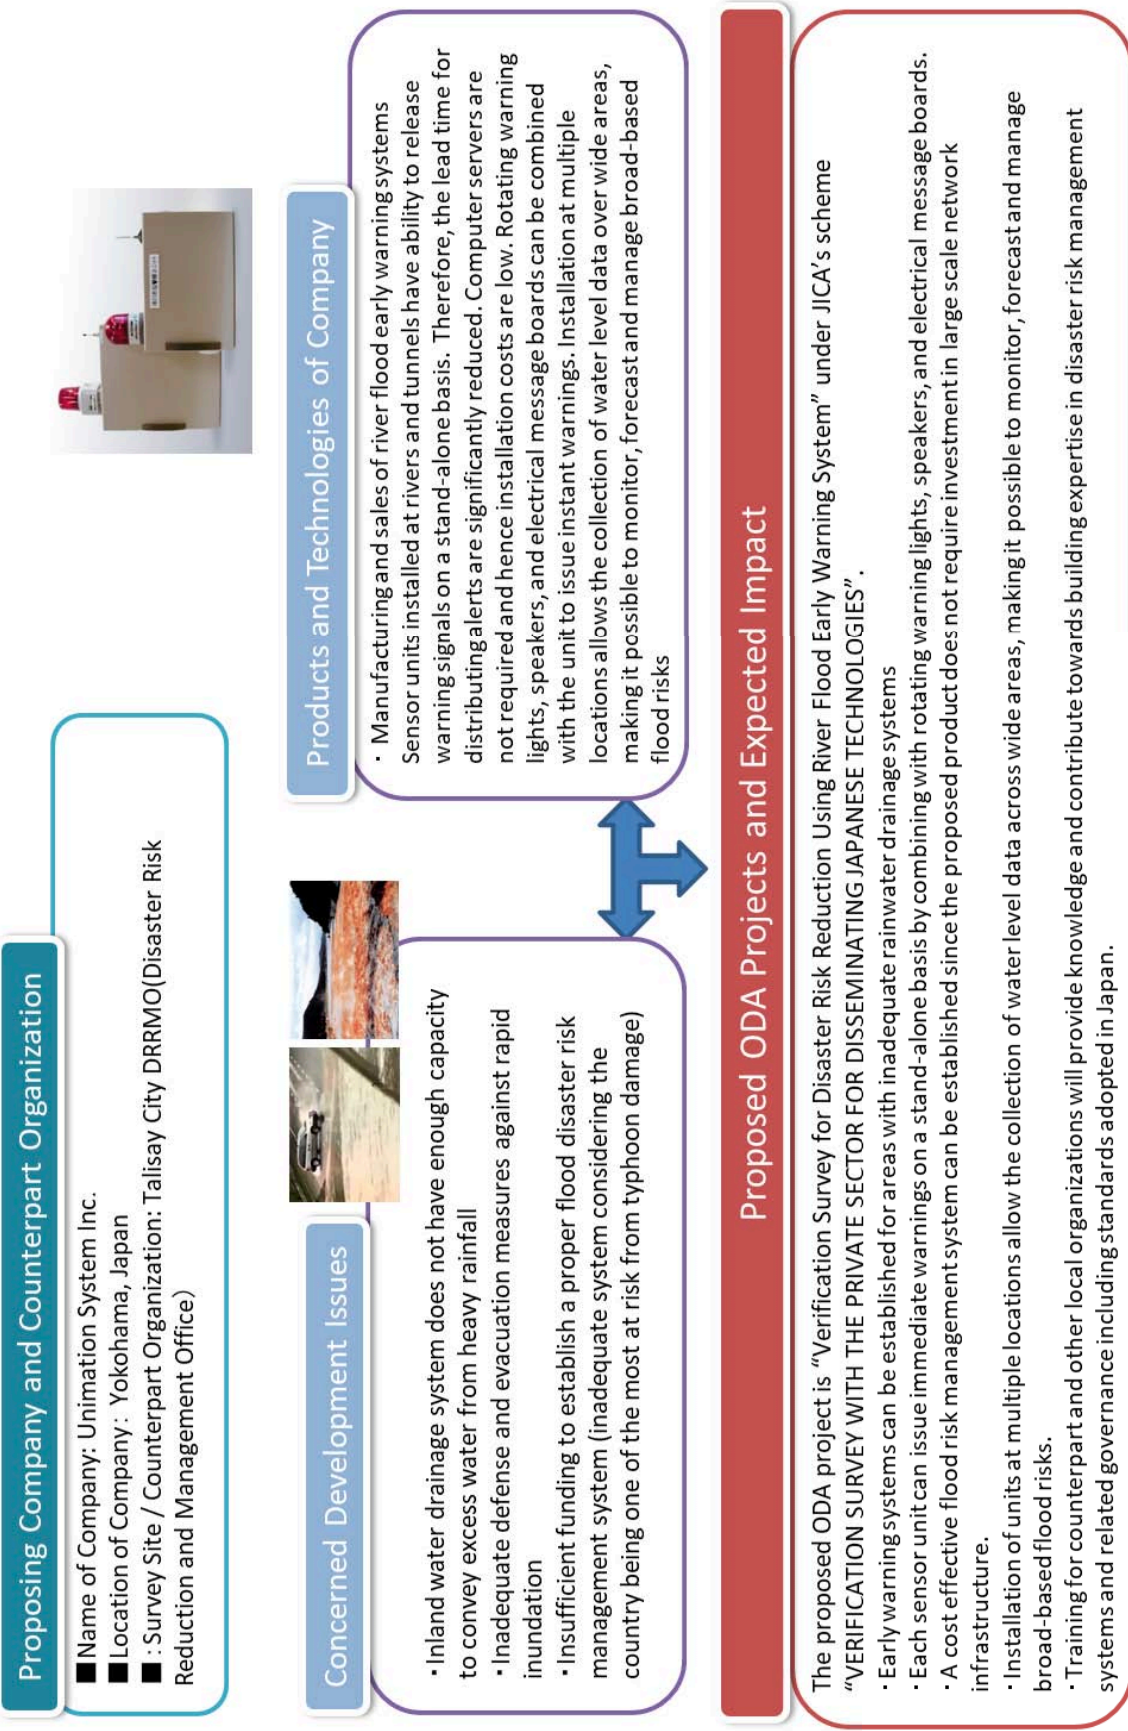 Proposing Company and Counterpart Organization
■Name of Company: Unimation System Inc.
■Location of Company: Yokohama, Japan
■: Survey Site / Counterpart Organization: Talisay City DRRMO(Disaster Risk
Reduction and Management Office)
Concerned Development Issues
・Inland water drainage system does not have enough capacity
to convey excess water from heavy rainfall
・Inadequate defense and evacuation measures against rapid
inundation
・Insufficient funding to establish a proper flood disaster risk
management system (inadequate system considering the
country being one of the most at risk from typhoon damage)
Products and Technologies of Company
・Manufacturing and sales of river flood early warning systems
Sensor units installed at rivers and tunnels have ability to release
warning signals on a stand-alone basis. Therefore, the lead time for
distributing alerts are significantly reduced. Computer servers are
not required and hence installation costs are low. Rotating warning
lights, speakers, and electrical message boards can be combined
with the unit to issue instant warnings. Installation at multiple
locations allows the collection of water level data over wide areas,
making it possible to monitor, forecast and manage broad-based
flood risks
Proposed ODA Projects and Expected Impact
The proposed ODA project is “Verification Survey for Disaster Risk Reduction Using River Flood Early Warning System” under JICA’s scheme
“VERIFICATION SURVEY WITH THE PRIVATE SECTOR FOR DISSEMINATING JAPANESE TECHNOLOGIES”.
・Early warning systems can be established for areas with inadequate rainwater drainage systems
・Each sensor unit can issue immediate warnings on a stand-alone basis by combining with rotating warning lights, speakers, and electrical message boards.
・A cost effective flood risk management system can be established since the proposed product does not require investment in large scale network
infrastructure.
・Installation of units at multiple locations allow the collection of water level data across wide areas, making it possible to monitor, forecast and manage
broad-based flood risks.
・Training for counterpart and other local organizations will provide knowledge and contribute towards building expertise in disaster risk management
systems and related governance including standards adopted in Japan.